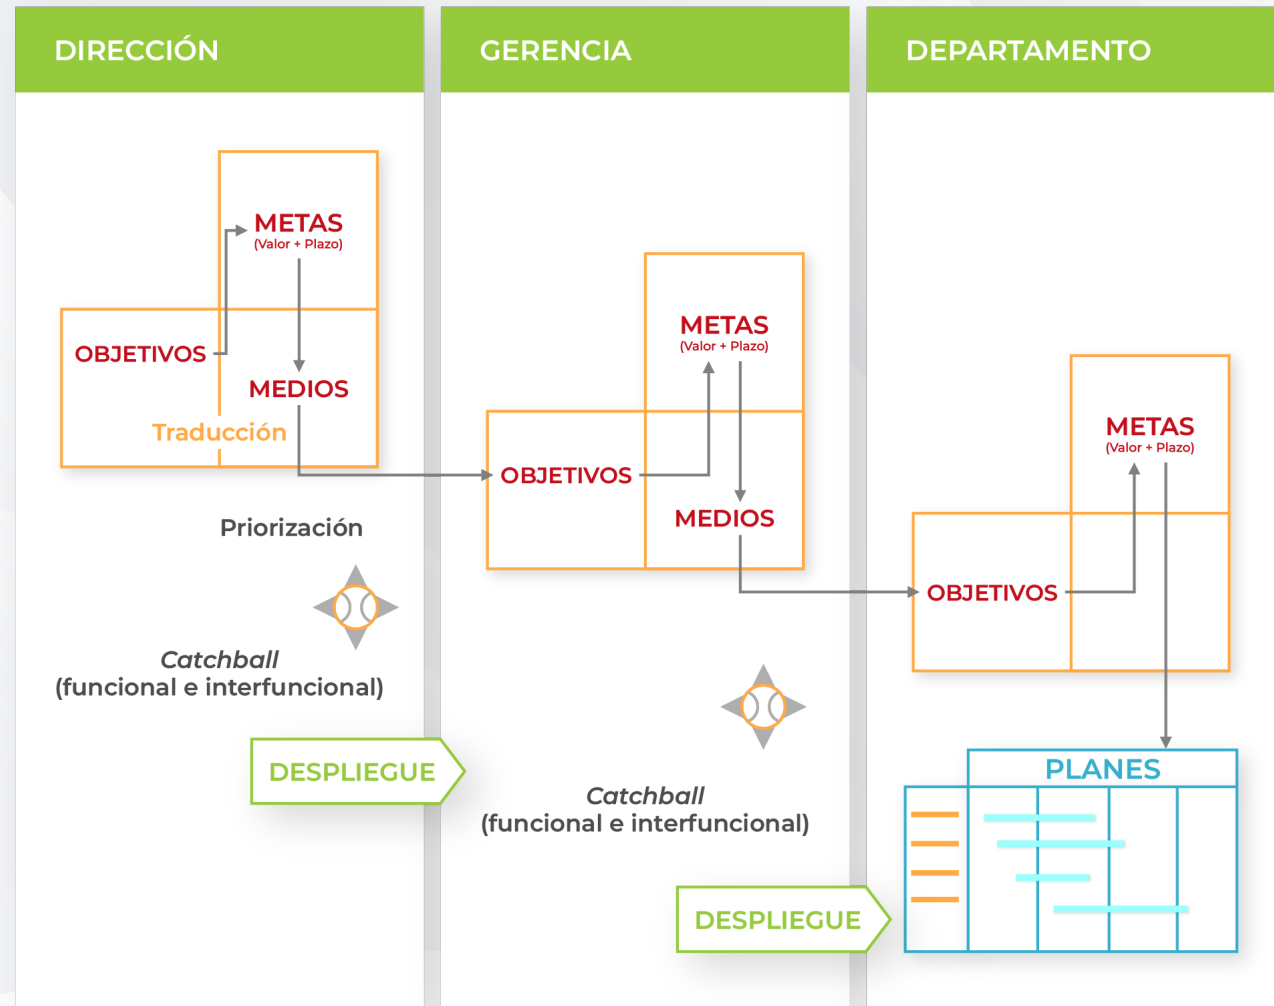 DIRECCIÓN
METAS
(Valor + Plazo)
OBJETIVOS
MEDIOS
Traducción
Priorización
Catchball
(funcional e interfuncional)
DESPLIEGUE
GERENCIA
METAS
(Valor + Plazo)
OBJETIVOS
MEDIOS
Catchball
(funcional e interfuncional)
DESPLIEGUE
DEPARTAMENTO
METAS
(Valor + Plazo)
OBJETIVOS
PLANES